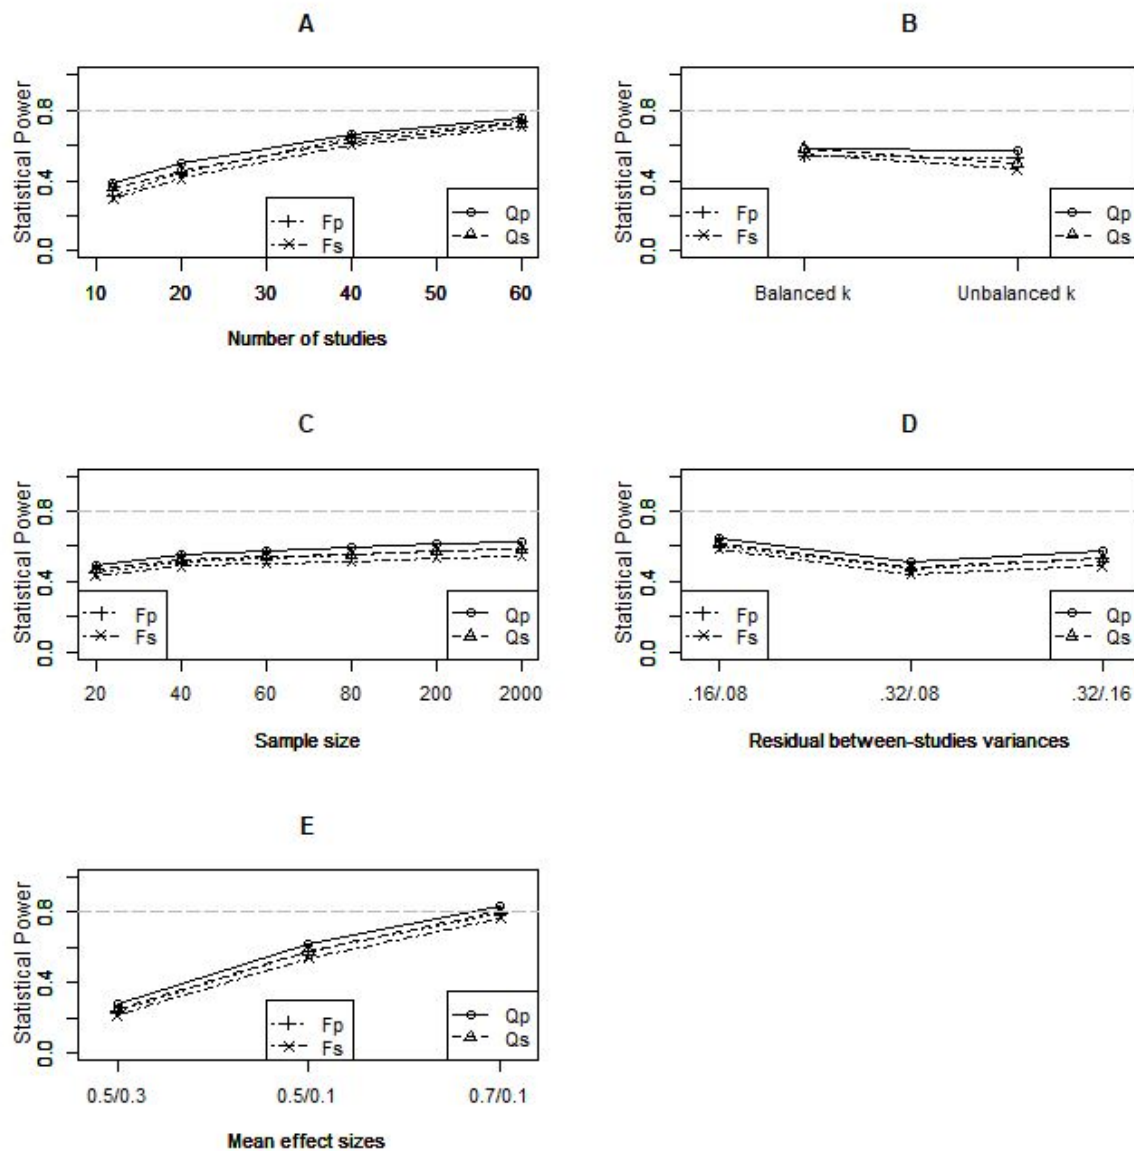 A
Statistical Power
0.0 0.4 0.8
Fp
Fs
Qp
Qs
10 20 30 40 50 60
Number of studies
B
Statistical Power
0.0 0.4 0.8
Fp
Fs
Qp
Qs
Balanced k Unbalanced k
C
Statistical Power
0.0 0.4 0.8
Fp
Fs
Qp
Qs
20 40 60 80 200 2000
Sample size
D
Statistical Power
0.0 0.4 0.8
Fp
Fs
Qp
Qs
.16/.08 .32/.08 .32/.16
Residual between-studies variances
E
Statistical Power
0.0 0.4 0.8
Fp
Fs
Qp
Qs
0.5/0.3 0.5/0.1 0.7/0.1
Mean effect sizes